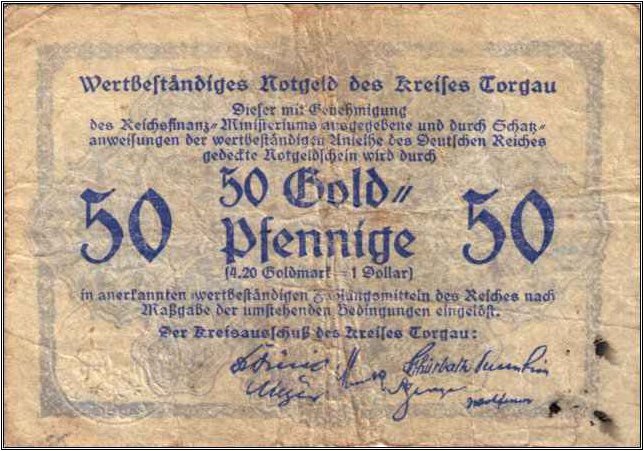 Wertbeständiges Notgeld des Kreises Torgau
Dieser mit Genehmigung
des Reichsfinanz-Ministeriums ausgegebene und durch Schatz-
anweisungen der wertbeständigen Anleihe des Deutschen Reiches
gedeckte Notgeldschein wird durch
50 50 Gold- 50
Pfennige
(4.20 Goldmark = 1 Dollar)
in anerkannten wertbeständigen Zahlungsmitteln des Reiches nach
Maßgabe der umstehenden Bedingungen eingelöst.
Der Kreisausschuß des Kreises Torgau: